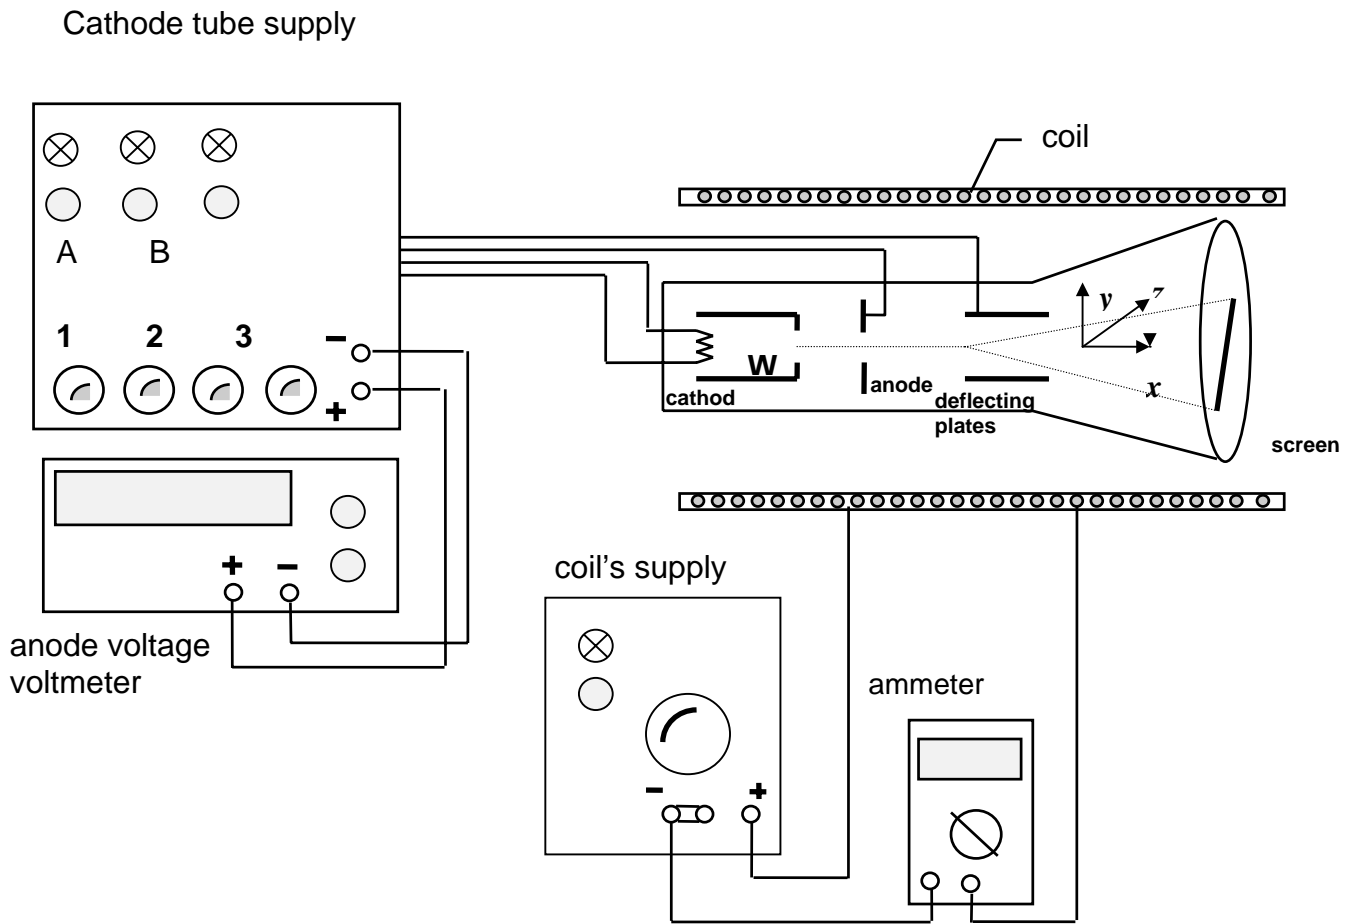 Cathode tube supply
coil
A B
1 2 3
-
+
y z
W
cathod
anode
x
deflecting
plates
screen
+ -
anode voltage
voltmeter
coil's supply
- +
ammeter